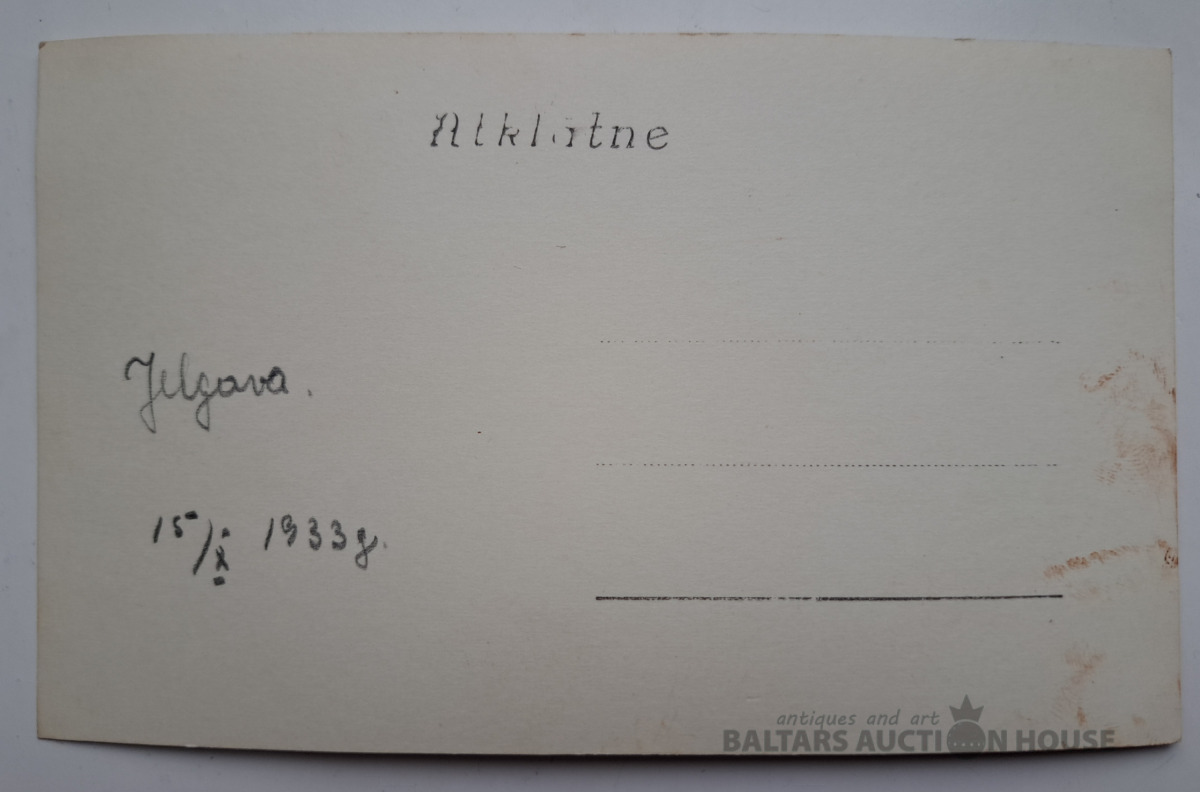 Atklātne
Jelgava.
15/X 1933g.
antiques and art
BALTARS AUCTION HOUSE